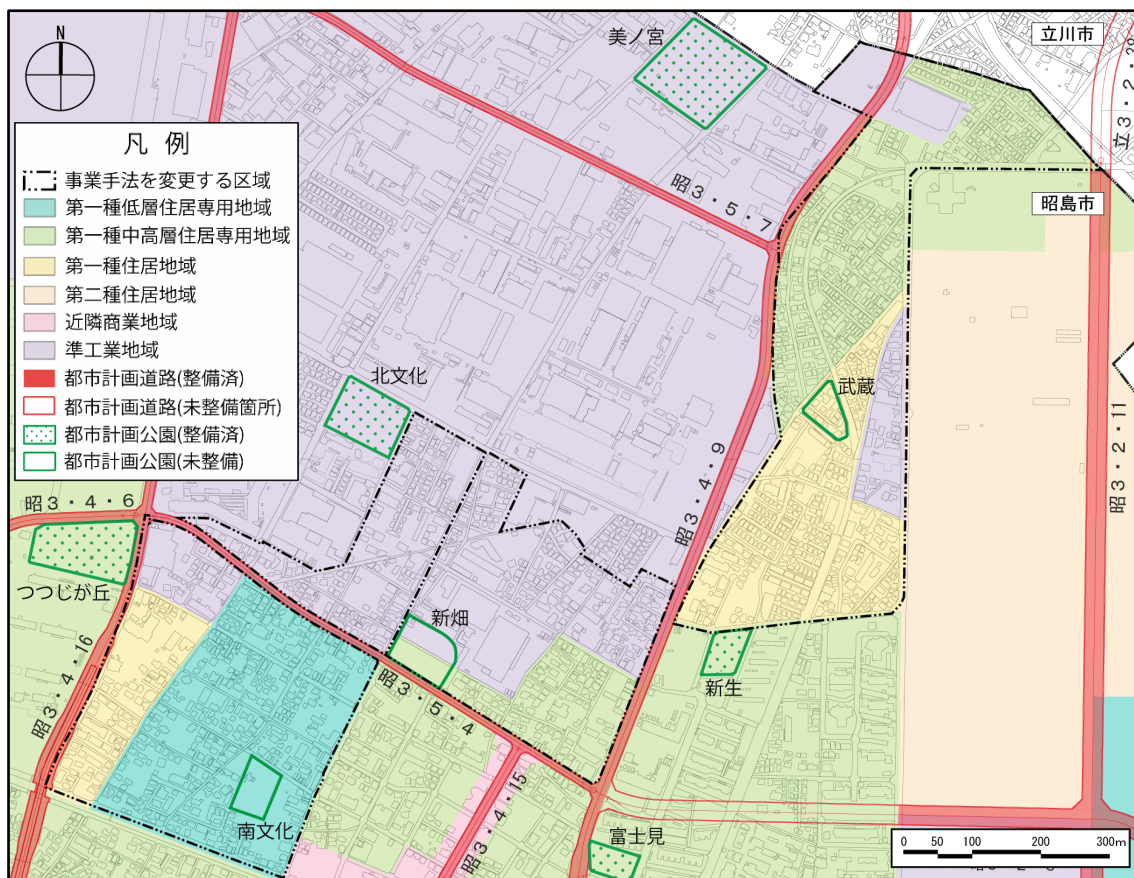 美ノ宮
立川市
N
立3・2・38
凡 例
事業手法を変更する区域
第一種低層住居専用地域
第一種中高層住居専用地域
第一種住居地域
第二種住居地域
近隣商業地域
準工業地域
都市計画道路(整備済)
都市計画道路(未整備箇所)
都市計画公園(整備済)
都市計画公園(未整備)
昭島市
昭3・5・7
北文化
武蔵
昭3・2・11
昭3・4・9
昭3・4・6
つつじが丘
新畑
新生
昭3・4・16
昭3・5・4
南文化
昭3・4・15
富士見
0 50 100 200 300m